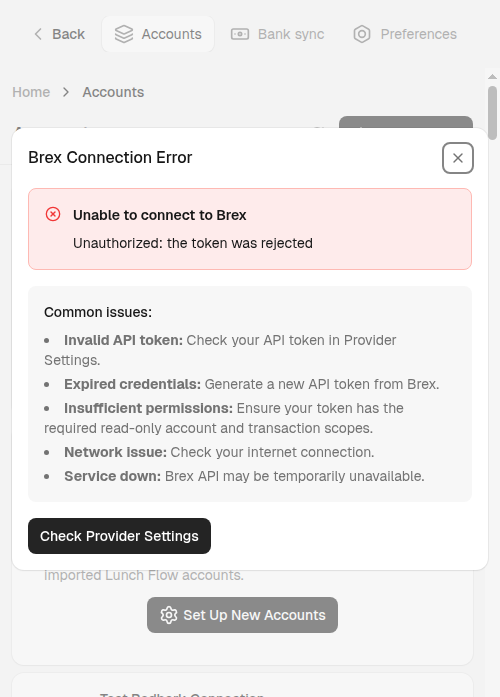 Back
Accounts
Bank sync
Preferences
Home
Accounts
Brex Connection Error
Unable to connect to Brex
Unauthorized: the token was rejected
Common issues:
• Invalid API token: Check your API token in Provider
Settings.
• Expired credentials: Generate a new API token from Brex.
• Insufficient permissions: Ensure your token has the
required read-only account and transaction scopes.
• Network issue: Check your internet connection.
• Service down: Brex API may be temporarily unavailable.
Check Provider Settings
Imported Lunch Flow accounts.
Set Up New Accounts